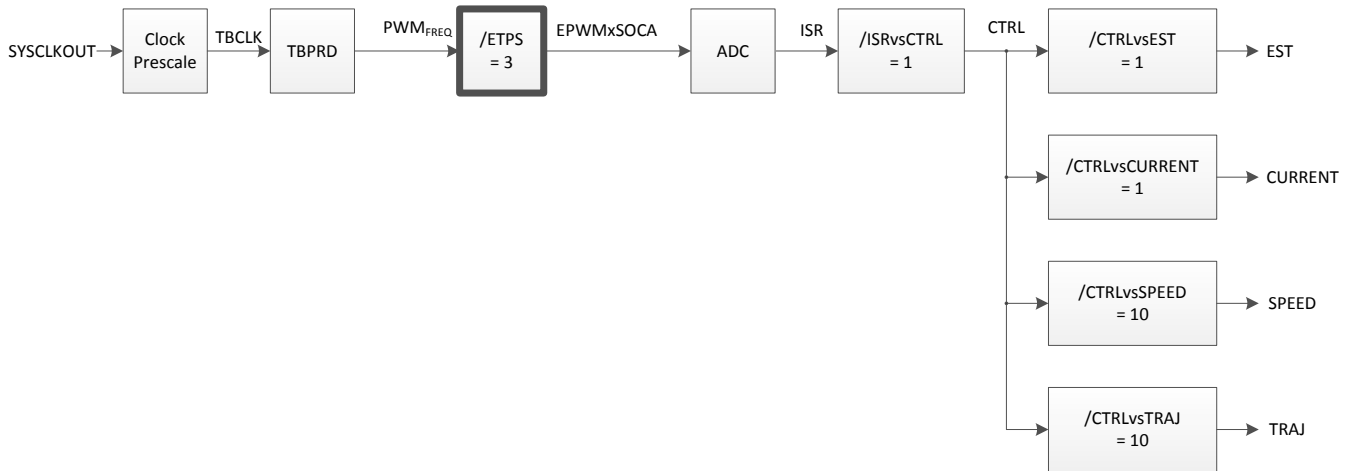 SYSCLKOUT
Clock
Prescale
TBCLK
TBPRD
PWMFREQ
/ETPS
= 3
EPWMxSOCA
ADC
ISR
/ISRvsCTRL
= 1
CTRL
/CTRLvsEST
= 1
EST
/CTRLvsCURRENT
= 1
CURRENT
/CTRLvsSPEED
= 10
SPEED
/CTRLvsTRAJ
= 10
TRAJ